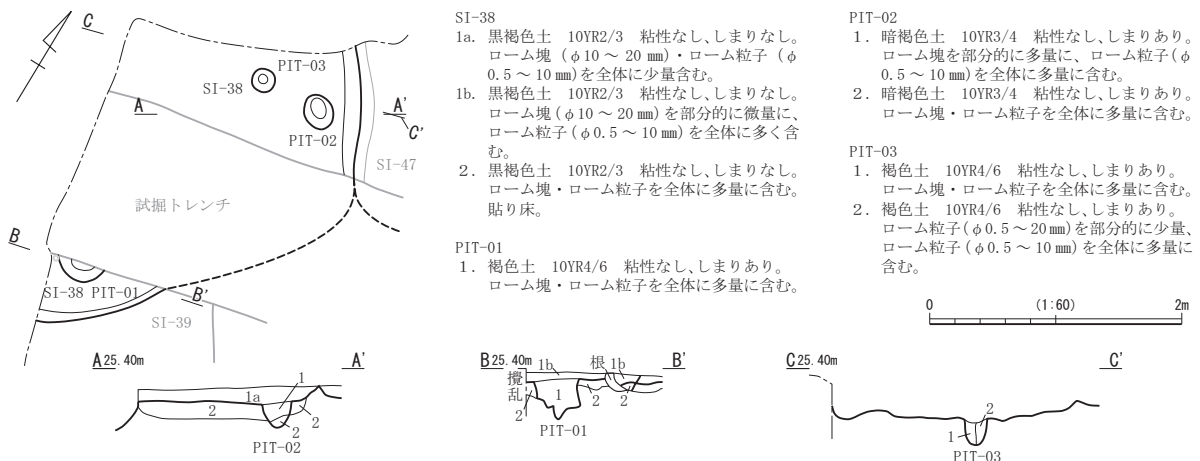 C
PIT-03
SI-38
A
A'
C'
PIT-02
SI-47
試掘トレンチ
B
SI-38 PIT-01
B'
SI-39
SI-38
1a. 黒褐色土 10YR2/3 粘性なし、しまりなし。
ローム塊（φ10～20㎜）・ローム粒子（φ
0.5～10㎜）を全体に少量含む。
1b. 黒褐色土 10YR2/3 粘性なし、しまりなし。
ローム塊（φ10～20㎜）を部分的に微量に、
ローム粒子（φ0.5～10㎜）を全体に多く含
む。
2. 黒褐色土 10YR2/3 粘性なし、しまりなし。
ローム塊・ローム粒子を全体に多量に含む。
貼り床。
PIT-01
1. 褐色土 10YR4/6 粘性なし、しまりあり。
ローム塊・ローム粒子を全体に多量に含む。
PIT-02
1. 暗褐色土 10YR3/4 粘性なし、しまりなし。
ローム塊を部分的に多量に、ローム粒子（φ
0.5～10㎜）を全体に多量に含む。
2. 暗褐色土 10YR3/4 粘性なし、しまりなし。
ローム塊・ローム粒子を全体に多量に含む。
PIT-03
1. 褐色土 10YR4/6 粘性なし、しまりあり。
ローム塊・ローム粒子を全体に多量に含む。
2. 褐色土 10YR4/6 粘性なし、しまりあり。
ローム粒子（φ0.5～20㎜）を部分的に少量、
ローム粒子（φ0.5～10㎜）を全体に多量に
含む。
0 (1:60) 2m
A 25.40m A'
1
1a
2
2
2
PIT-02
B 25.40m B'
1b
根
1b
攪乱
1
2
2
2
PIT-01
C 25.40m C'
2
1
PIT-03